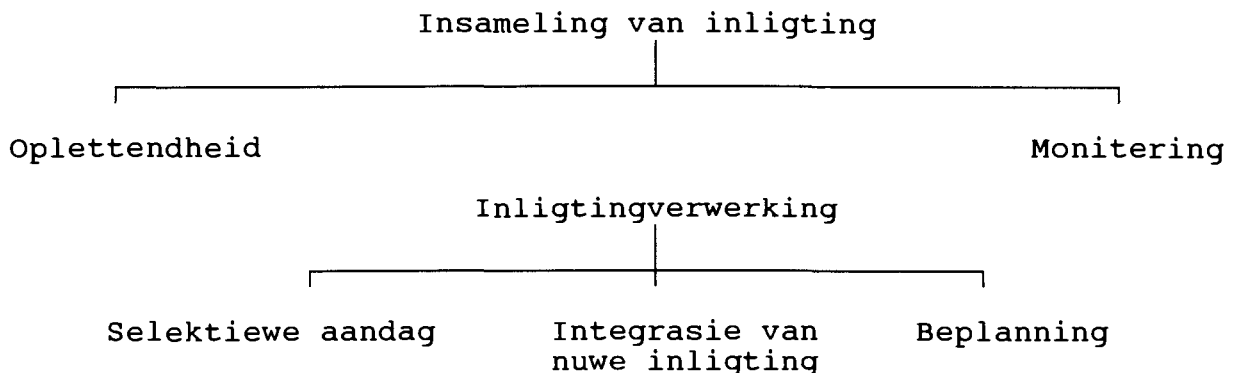 Insameling van inligting
Oplettendheid Monitering
Inligtingverwerking
Selektiewe aandag Integrasie van Beplanning
nuwe inligting